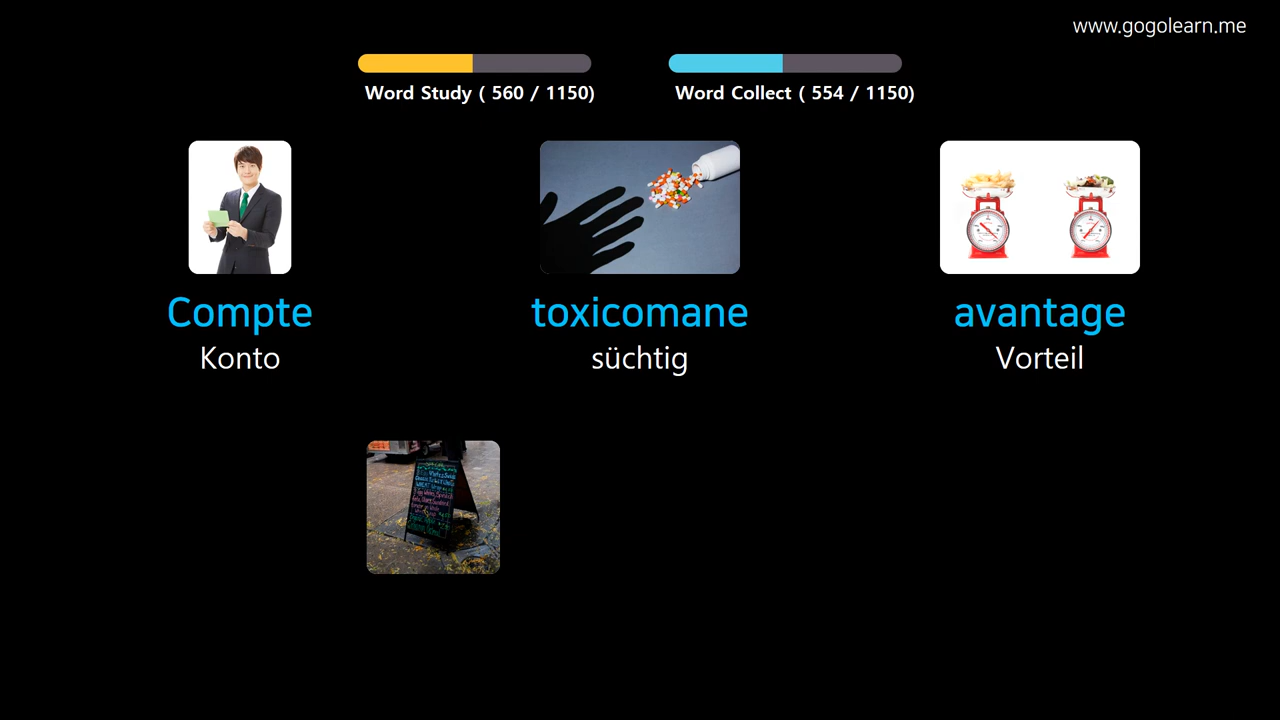 www.gogolearn.me
Word Study ( 560 / 1150)
Word Collect ( 554 / 1150)
Compte
toxicomane
avantage
Konto
süchtig
Vorteil